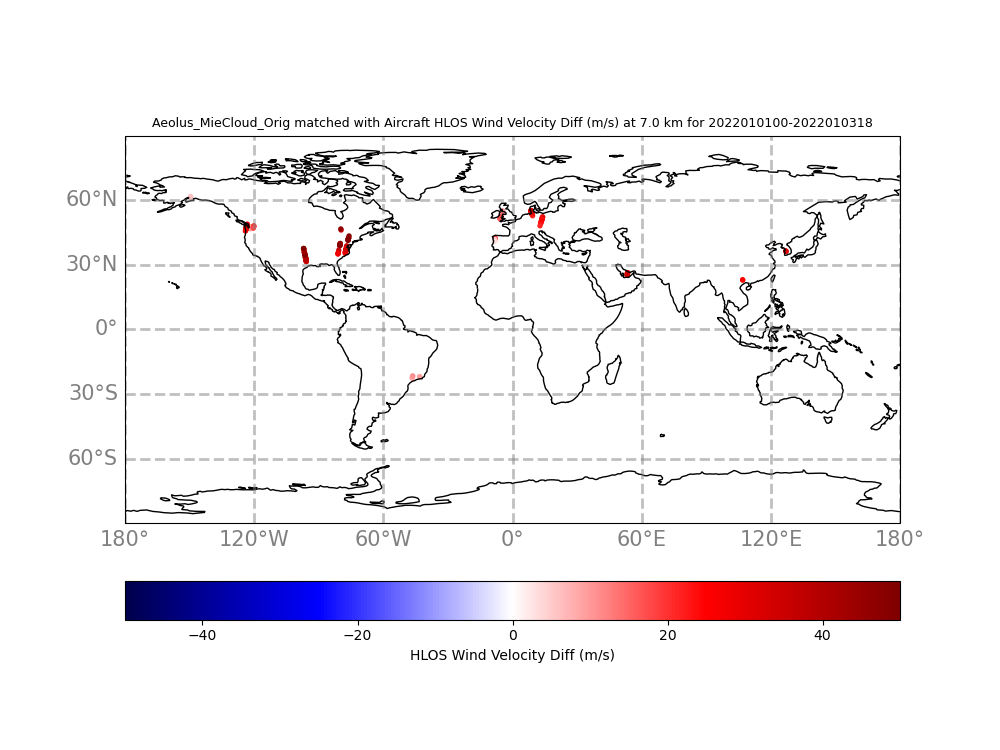 Aeolus_MieCloud_Orig matched with Aircraft HLOS Wind Velocity Diff (m/s) at 7.0 km for 2022010100-2022010318
60°N
30°N
0°
30°S
60°S
180° 120°W 60°W 0° 60°E 120°E 180°
−40 −20 0 20 40
HLOS Wind Velocity Diff (m/s)